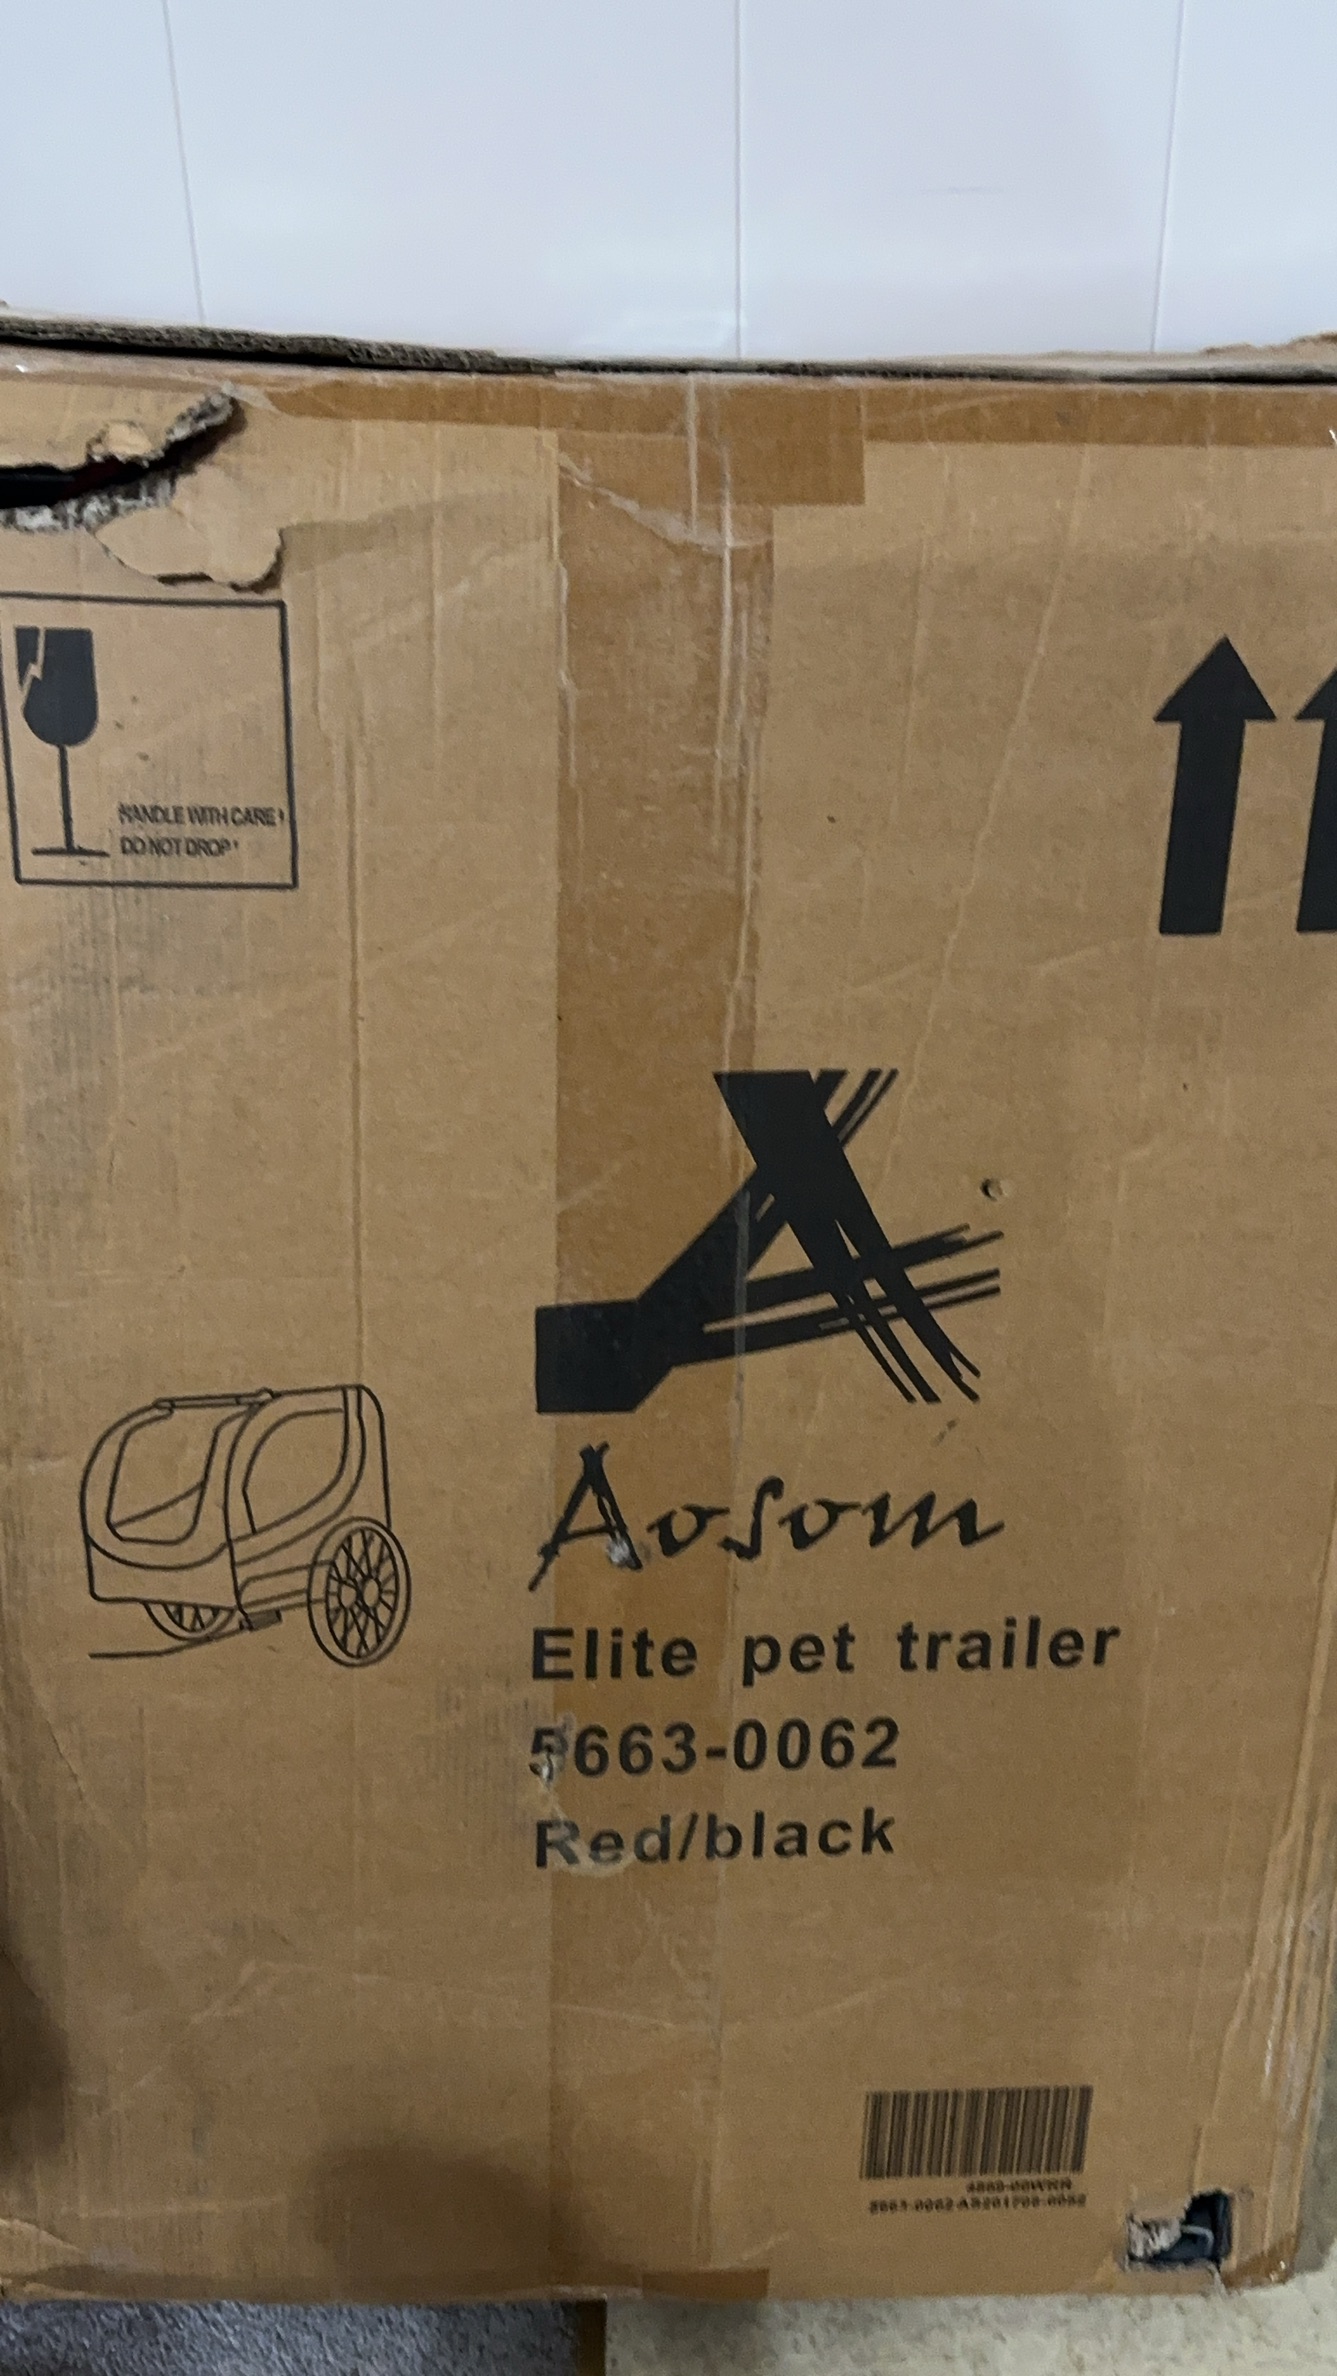 HANDLE WITH CARE !
DO NOT DROP !
Aosom
Elite pet trailer
5663-0062
Red/black